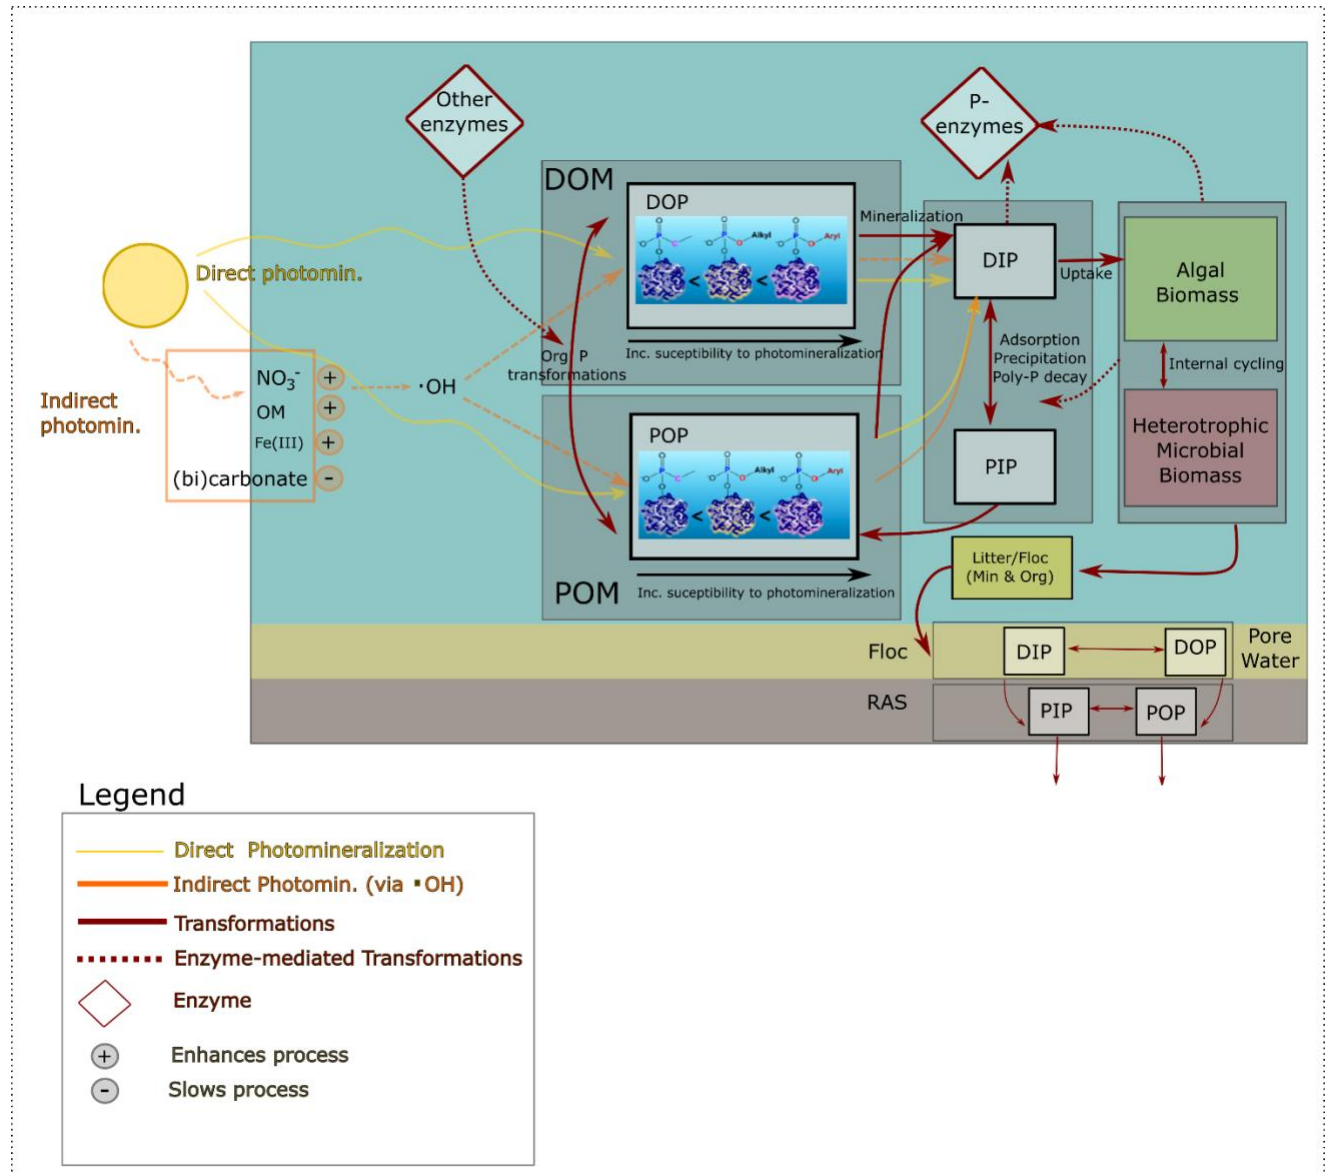 Other
enzymes
P-
enzymes
DOM
DOP
Alkyl
Aryl
< <
Inc. suceptibility to photomineralization
Mineralization
DIP
Uptake
Algal
Biomass
Internal cycling
Heterotrophic
Microbial
Biomass
Adsorption
Precipitation
Poly-P decay
PIP
Direct photomin.
Indirect
photomin.
NO₃⁻ +
OM +
Fe(III) +
(bi)carbonate -
·OH
Org P
transformations
POP
Alkyl
Aryl
< <
POM
Inc. suceptibility to photomineralization
Litter/Floc
(Min & Org)
Floc
DIP
DOP
Pore
Water
RAS
PIP
POP
Legend
Direct Photomineralization
Indirect Photomin. (via ·OH)
Transformations
Enzyme-mediated Transformations
Enzyme
+ Enhances process
- Slows process